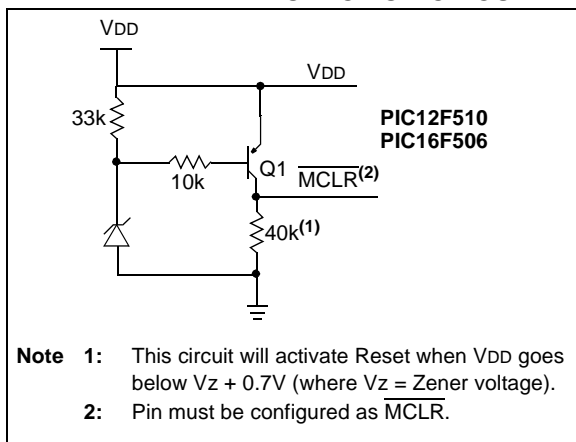 VDD
VDD
33k
PIC12F510
PIC16F506
Q1
MCLR(2)
10k
40k(1)
Note 1: This circuit will activate Reset when VDD goes
below Vz + 0.7V (where Vz = Zener voltage).
2: Pin must be configured as MCLR.